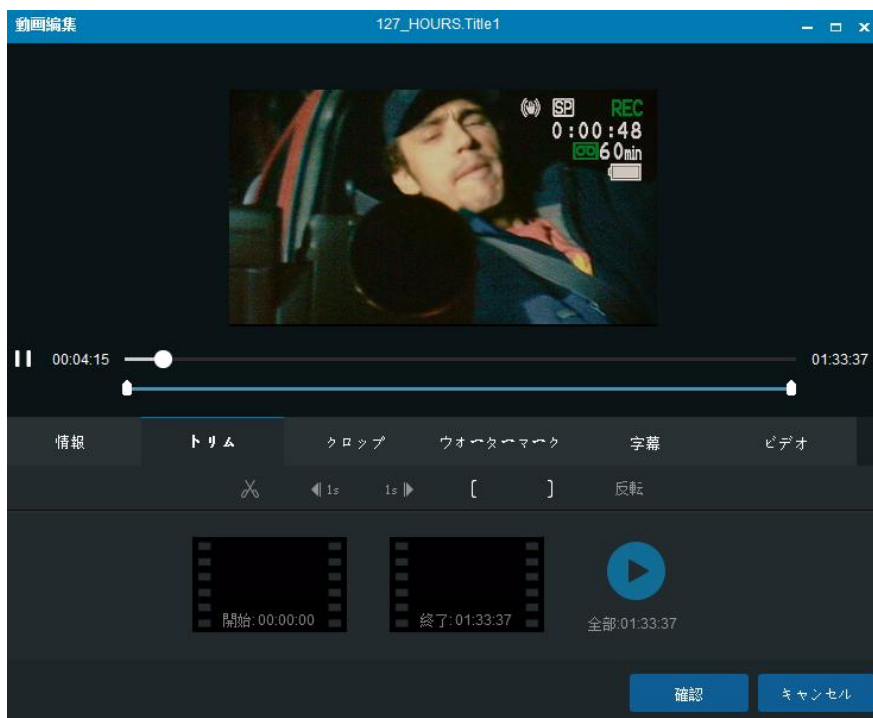 動画編集
127_HOURS.Title1
SP REC
0:00:48
60min
00:04:15
01:33:37
情報 トリム クロップ ウォーターマーク 字幕 ビデオ
1s 1s [ ] 反転
開始:00:00:00 終了:01:33:37 全部:01:33:37
確認 キャンセル